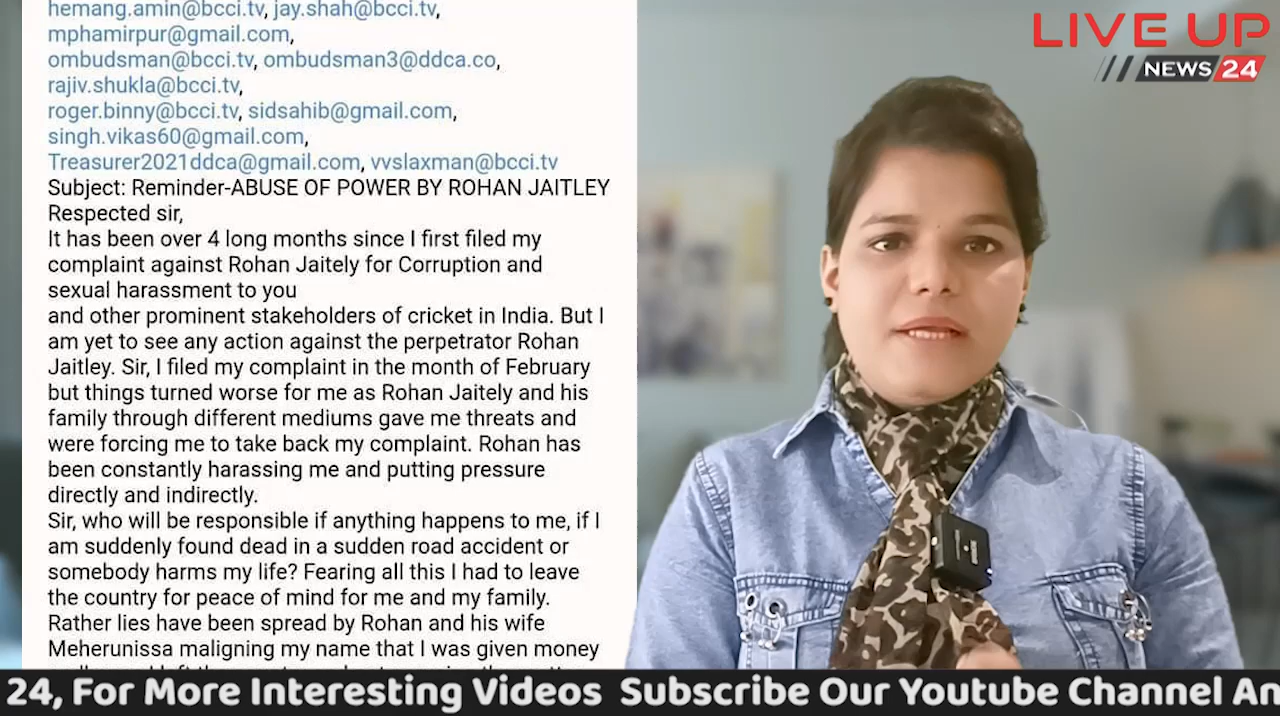 hemang.amin@bcci.tv, jay.shah@bcci.tv,
mphamirpur@gmail.com,
ombudsman@bcci.tv, ombudsman3@ddca.co,
rajiv.shukla@bcci.tv,
roger.binny@bcci.tv, sidsahib@gmail.com,
singh.vikas60@gmail.com,
Treasurer2021ddca@gmail.com, vvslaxman@bcci.tv
Subject: Reminder-ABUSE OF POWER BY ROHAN JAITLEY
Respected sir,
It has been over 4 long months since I first filed my
complaint against Rohan Jaitely for Corruption and
sexual harassment to you
and other prominent stakeholders of cricket in India. But I
am yet to see any action against the perpetrator Rohan
Jaitley. Sir, I filed my complaint in the month of February
but things turned worse for me as Rohan Jaitely and his
family through different mediums gave me threats and
were forcing me to take back my complaint. Rohan has
been constantly harassing me and putting pressure
directly and indirectly.
Sir, who will be responsible if anything happens to me, if I
am suddenly found dead in a sudden road accident or
somebody harms my life? Fearing all this I had to leave
the country for peace of mind for me and my family.
Rather lies have been spread by Rohan and his wife
Meherunissa maligning my name that I was given money
LIVE UP
NEWS 24
24, For More Interesting Videos Subscribe Our Youtube Channel An